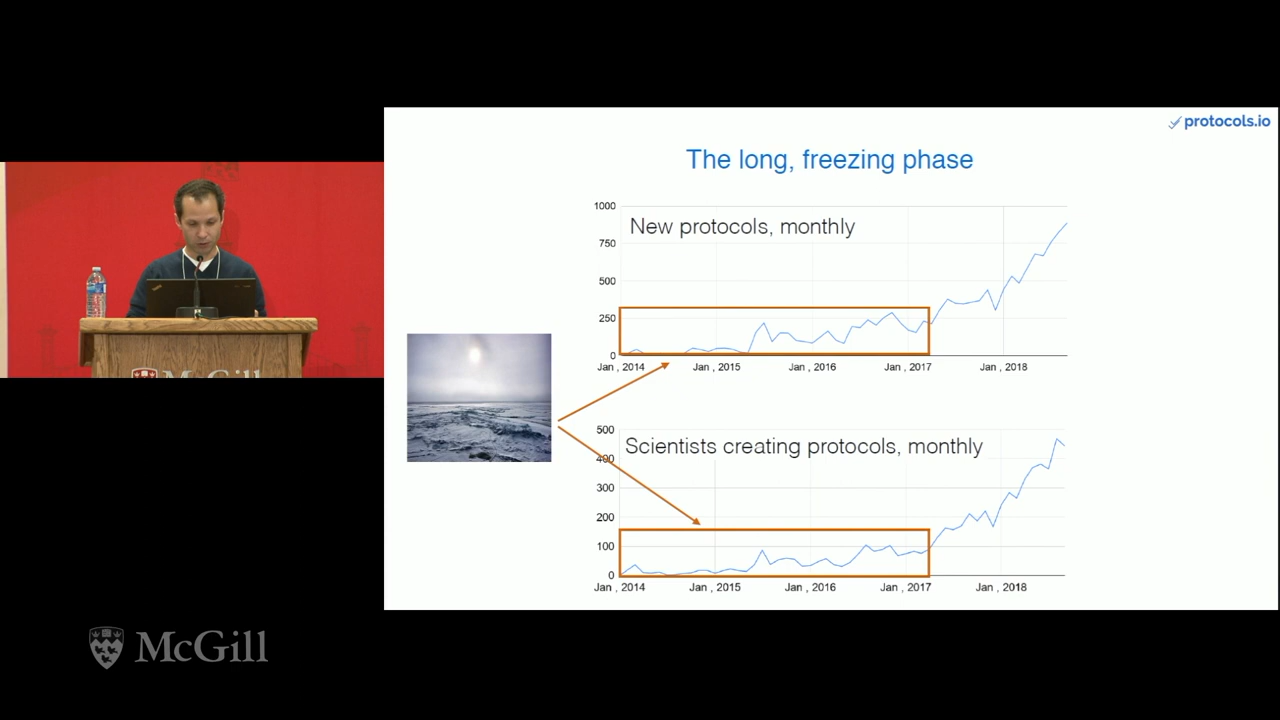 protocols.io
The long, freezing phase
New protocols, monthly
1000
750
500
250
0
Jan , 2014
Jan , 2015
Jan , 2016
Jan , 2017
Jan , 2018
Scientists creating protocols, monthly
500
400
300
200
100
0
Jan , 2014
Jan , 2015
Jan , 2016
Jan , 2017
Jan , 2018
McGill
McGill